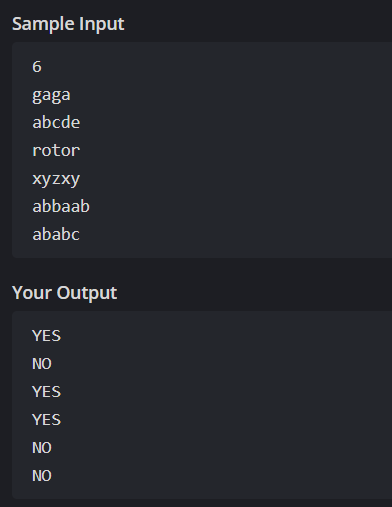 Sample Input
6
gaga
abcde
rotor
xyzxy
abbaab
ababc
Your Output
YES
NO
YES
YES
NO
NO